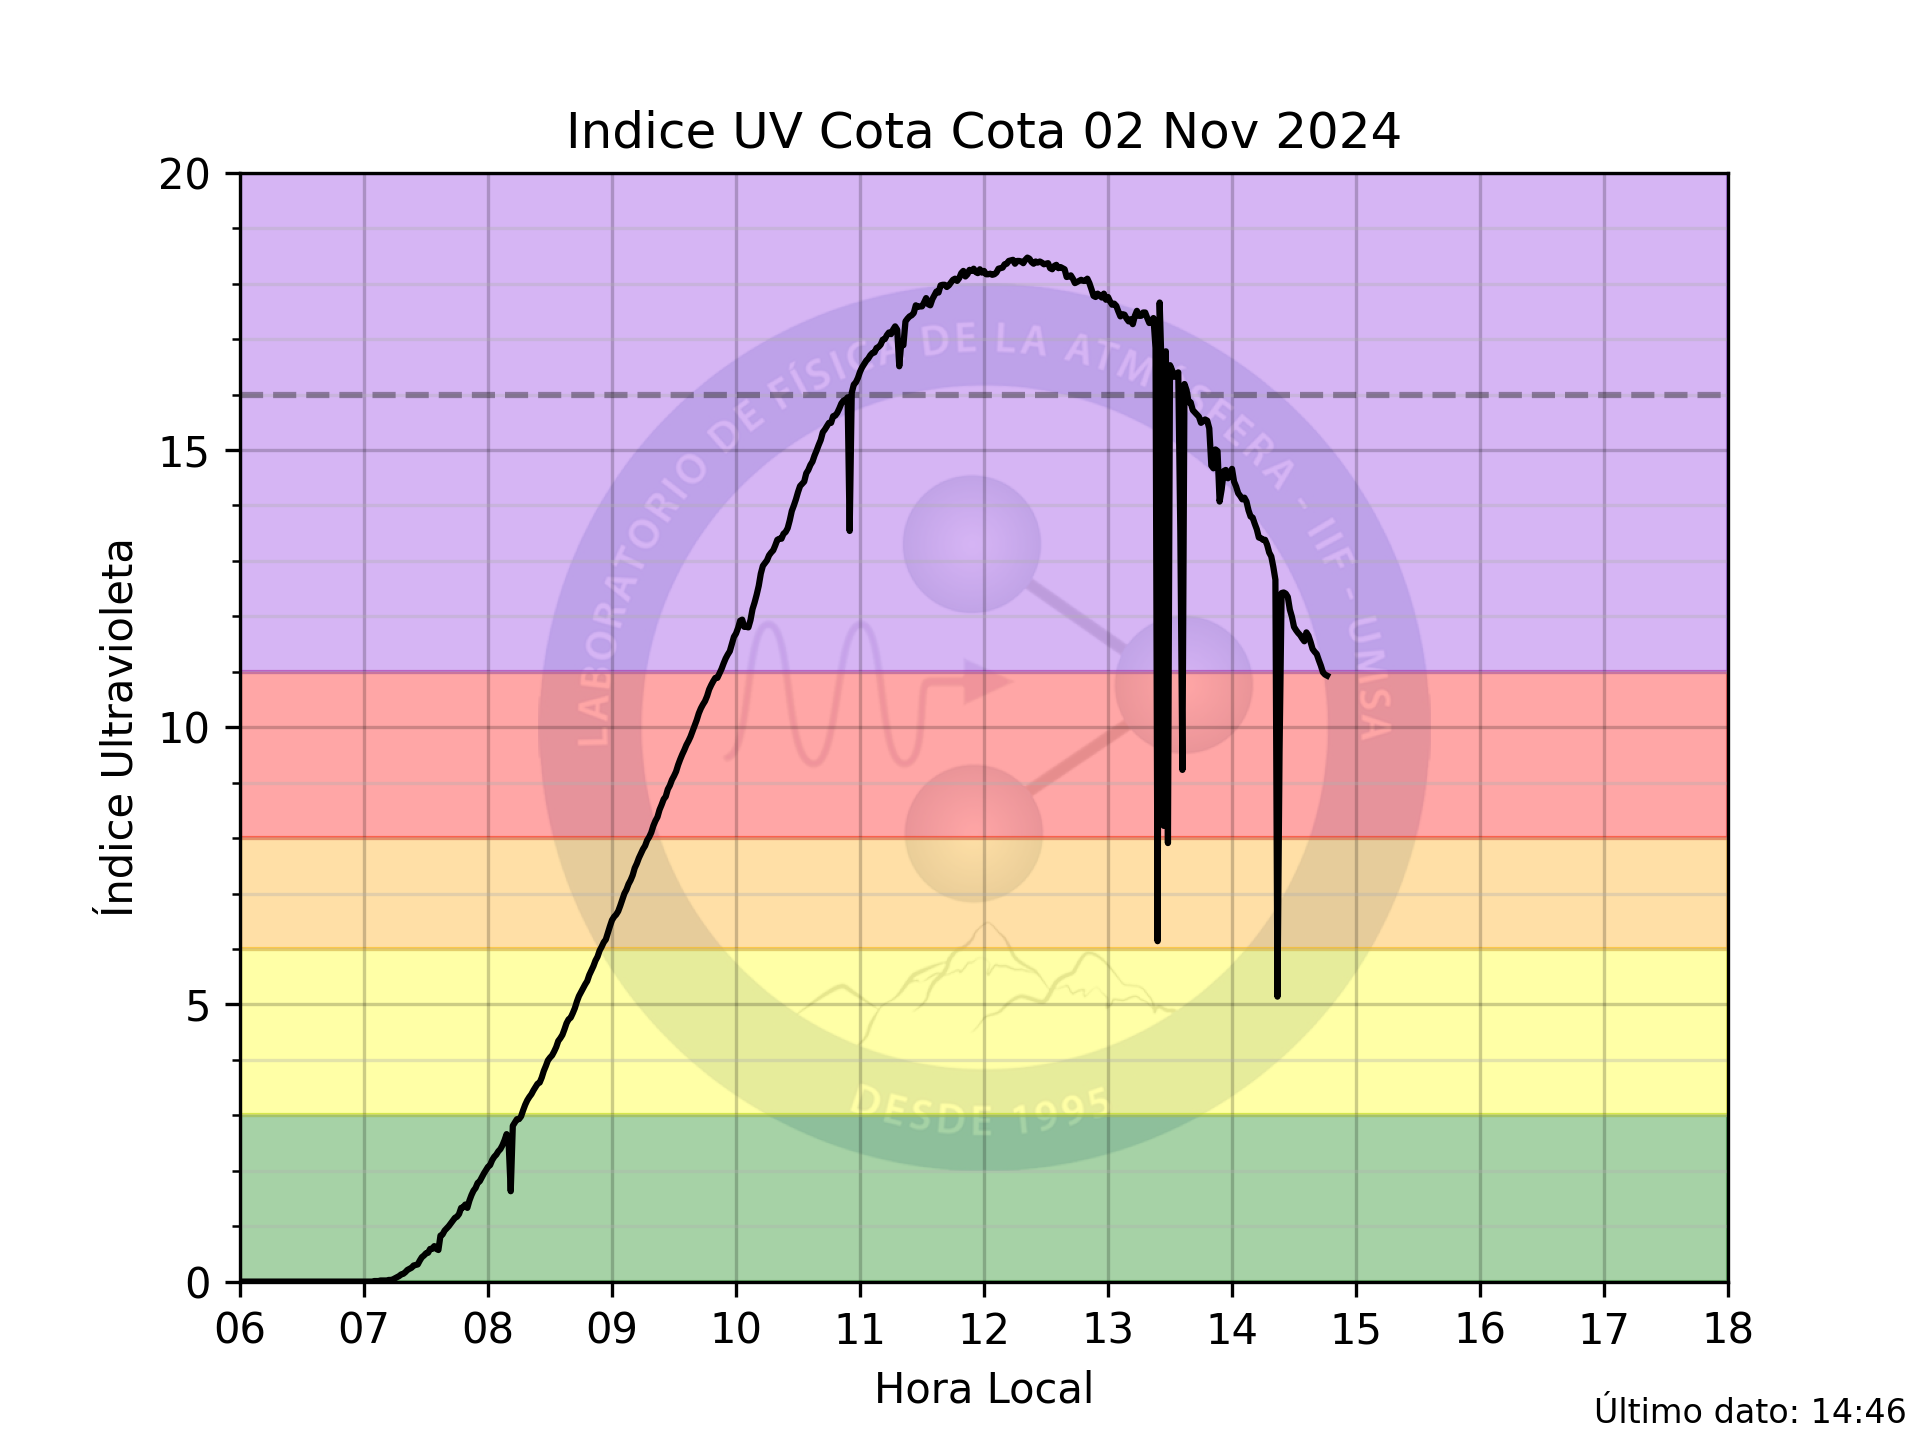 Indice UV Cota Cota 02 Nov 2024
20
15
10
5
0
Índice Ultravioleta
LABORATORIO DE FÍSICA DE LA ATMÓSFERA - IIF - UMSA
DESDE 1995
06 07 08 09 10 11 12 13 14 15 16 17 18
Hora Local
Último dato: 14:46